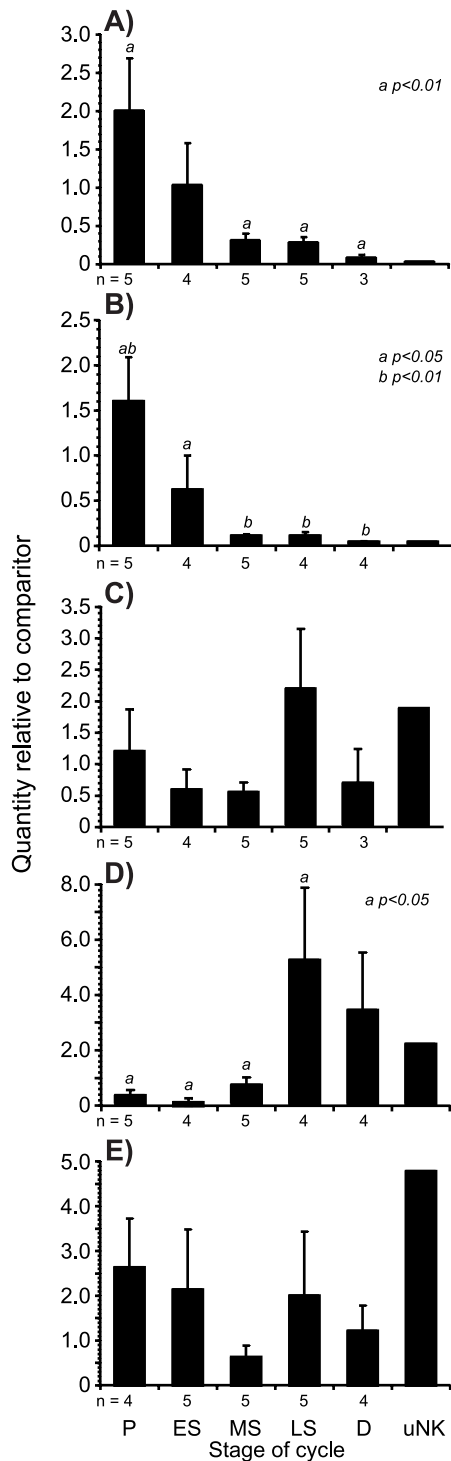 A)
3.0
a
a p<0.01
2.5
2.0
1.5
1.0
0.5
a a a
0
n = 5 4 5 5 3
B)
2.5
ab
a p<0.05
b p<0.01
2.0
1.5
1.0
a
0.5
b b b
0
n = 5 4 5 4 4
Quantity relative to comparitor
C)
3.5
3.0
2.5
2.0
1.5
1.0
0.5
0
n = 5 4 5 5 3
D)
8.0
a
a p<0.05
6.0
4.0
2.0
a a a
0
n = 5 4 5 4 4
E)
5.0
4.0
3.0
2.0
1.0
0
n = 4 5 5 5 4
P ES MS LS D uNK
Stage of cycle